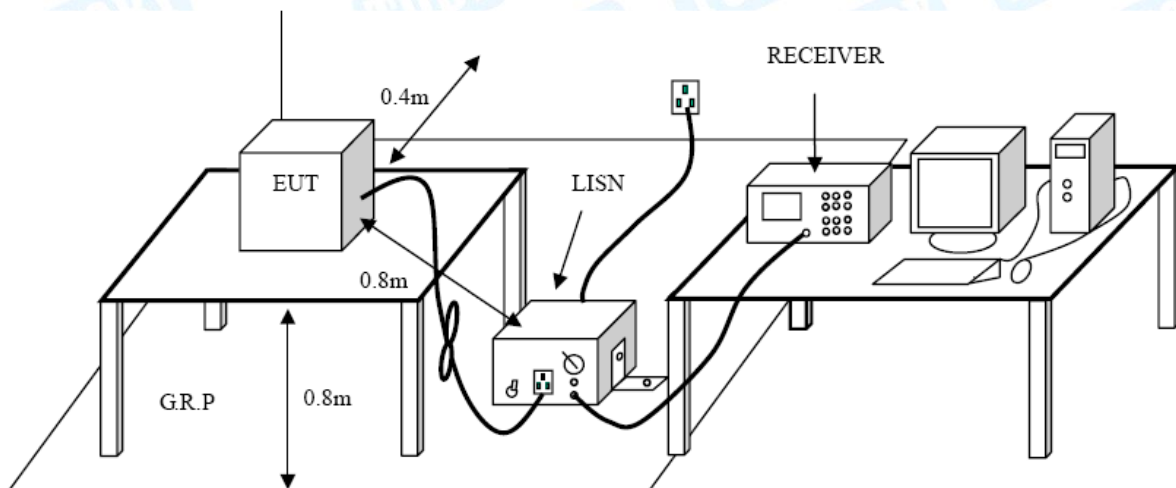 RECEIVER
0.4m
EUT
LISN
0.8m
G.R.P
0.8m